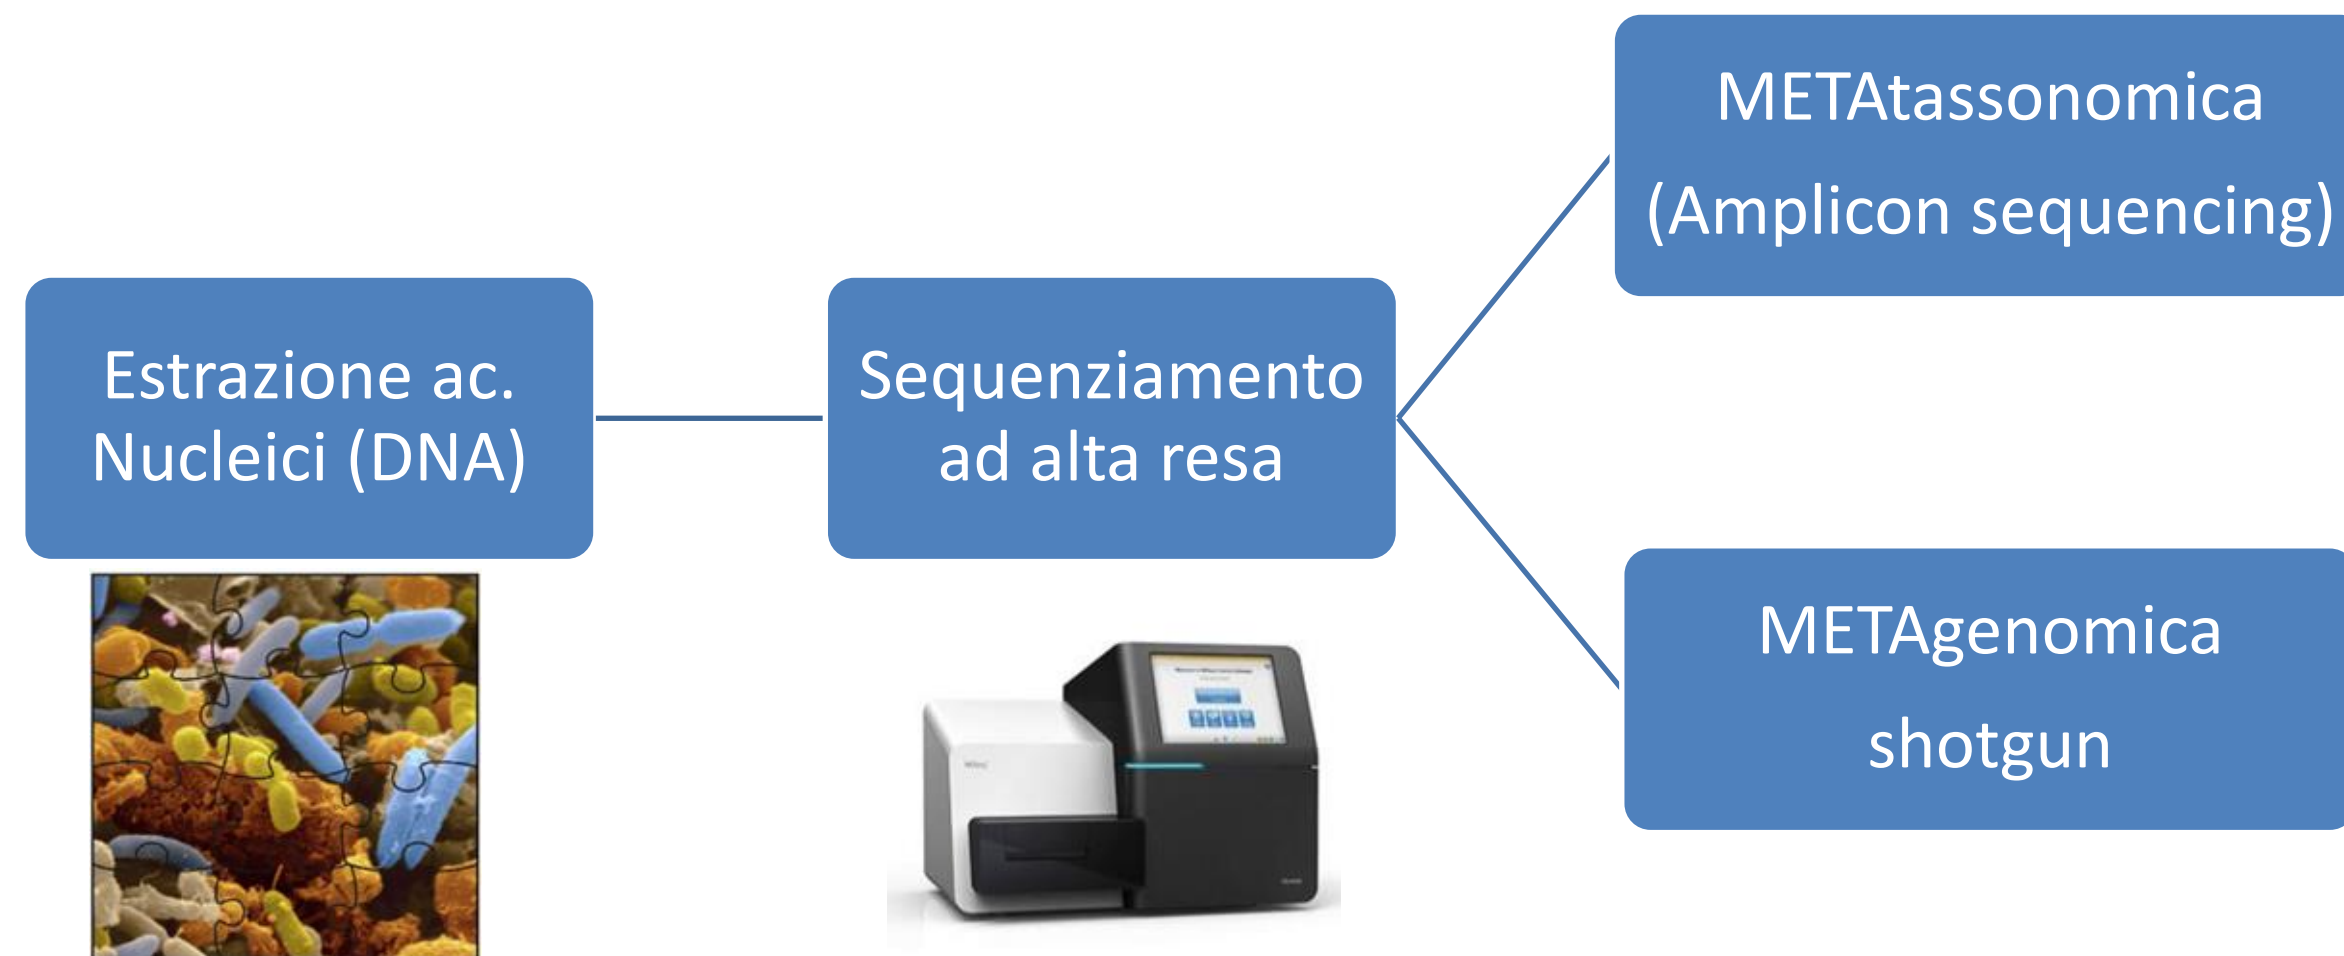 METAtassonomica
(Amplicon sequencing)
Estrazione ac.
Nucleici (DNA)
Sequenziamento
ad alta resa
METAgenomica
shotgun